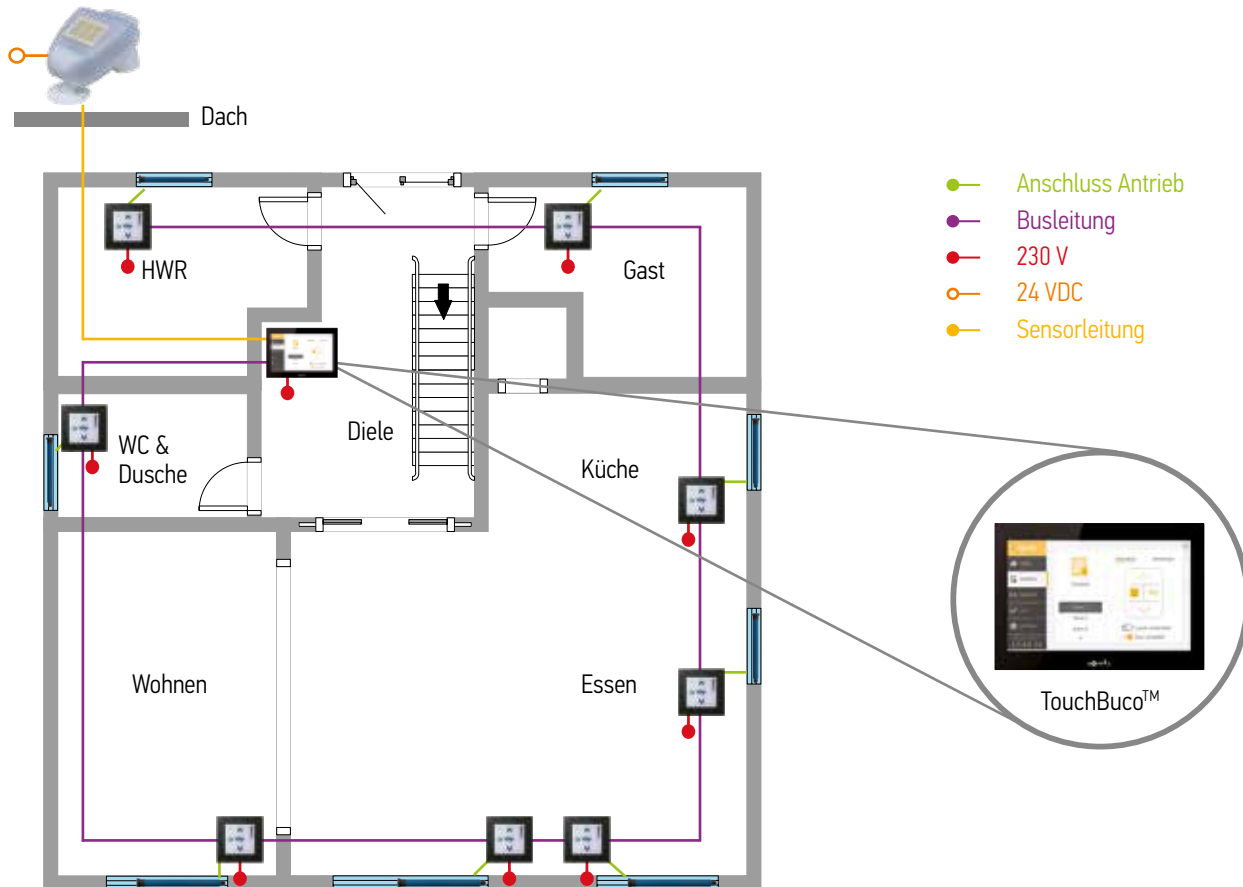 Dach
Anschluss Antrieb
Busleitung
230 V
24 VDC
Sensorleitung
HWR
Gast
Diele
WC &
Dusche
Küche
Wohnen
Essen
TouchBuco™